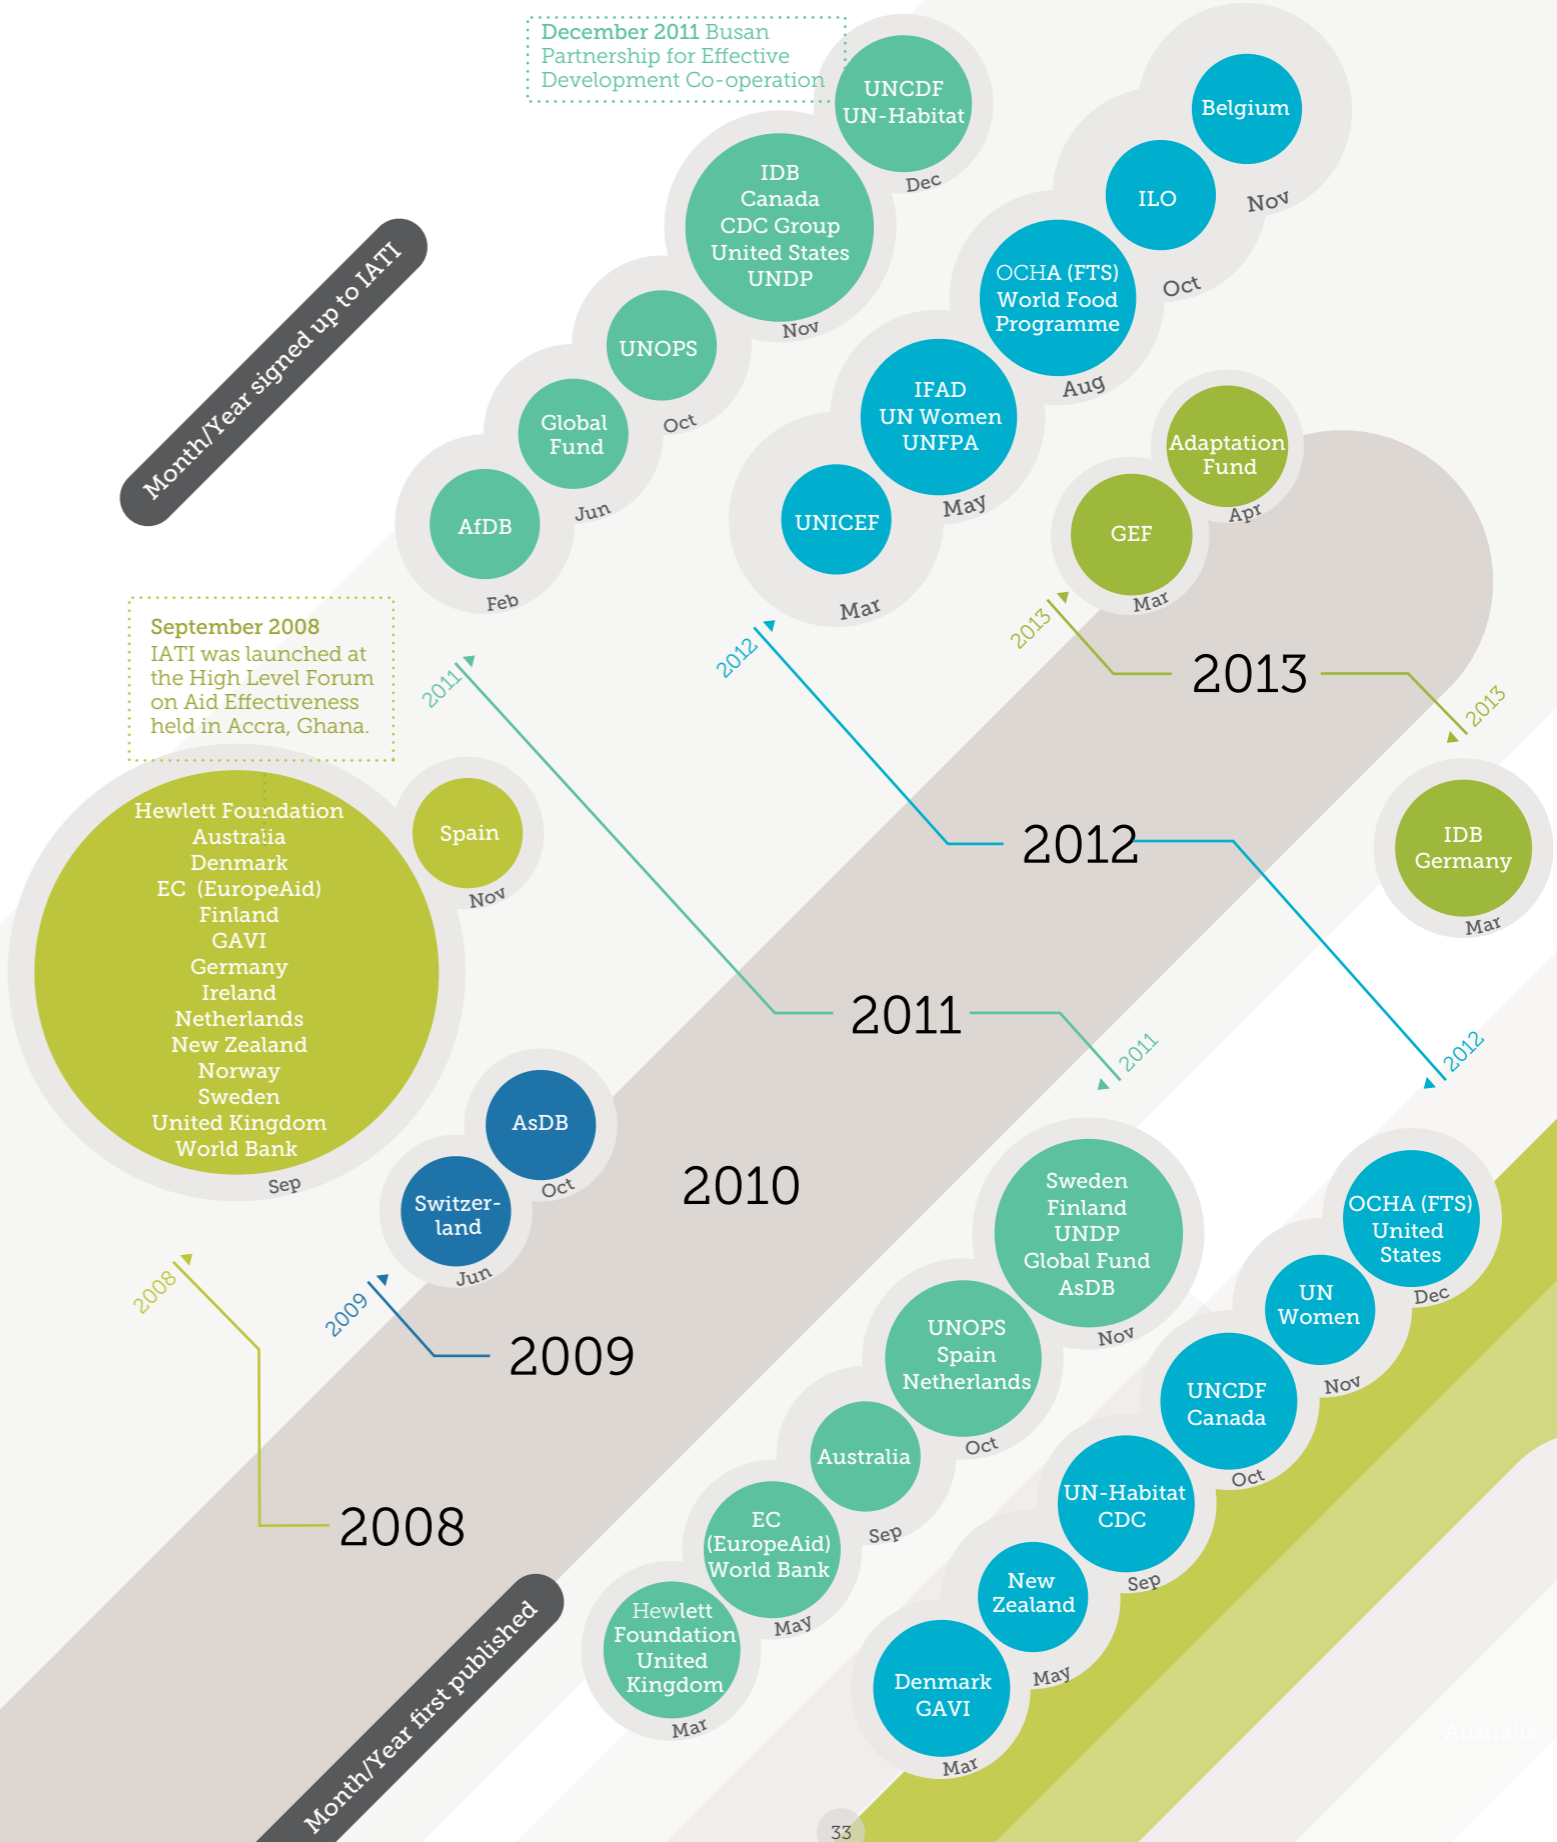 December 2011 Busan
Partnership for Effective
Development Co-operation
UNCDF
UN-Habitat
Dec
IDB
Canada
CDC Group
United States
UNDP
Nov
UNOPS
Oct
Global
Fund
Jun
AfDB
Feb
Belgium
Nov
ILO
Oct
OCHA (FTS)
World Food
Programme
Aug
IFAD
UN Women
UNFPA
May
UNICEF
Mar
Adaptation
Fund
Apr
GEF
Mar
Month/Year signed up to IATI
September 2008
IATI was launched at
the High Level Forum
on Aid Effectiveness
held in Accra, Ghana.
Hewlett Foundation
Australia
Denmark
EC (EuropeAid)
Finland
GAVI
Germany
Ireland
Netherlands
New Zealand
Norway
Sweden
United Kingdom
World Bank
Sep
Spain
Nov
AsDB
Oct
Switzer-
land
Jun
2011
2012
2013
2013
2013
2012
2011
2011
2012
2010
2008
2009
2009
2008
IDB
Germany
Mar
Sweden
Finland
UNDP
Global Fund
AsDB
Nov
UNOPS
Spain
Netherlands
Oct
Australia
Sep
EC
(EuropeAid)
World Bank
May
Hewlett
Foundation
United
Kingdom
Mar
OCHA (FTS)
United
States
Dec
UN
Women
Nov
UNCDF
Canada
Oct
UN-Habitat
CDC
Sep
New
Zealand
May
Denmark
GAVI
Mar
Month/Year first published
Australia
33